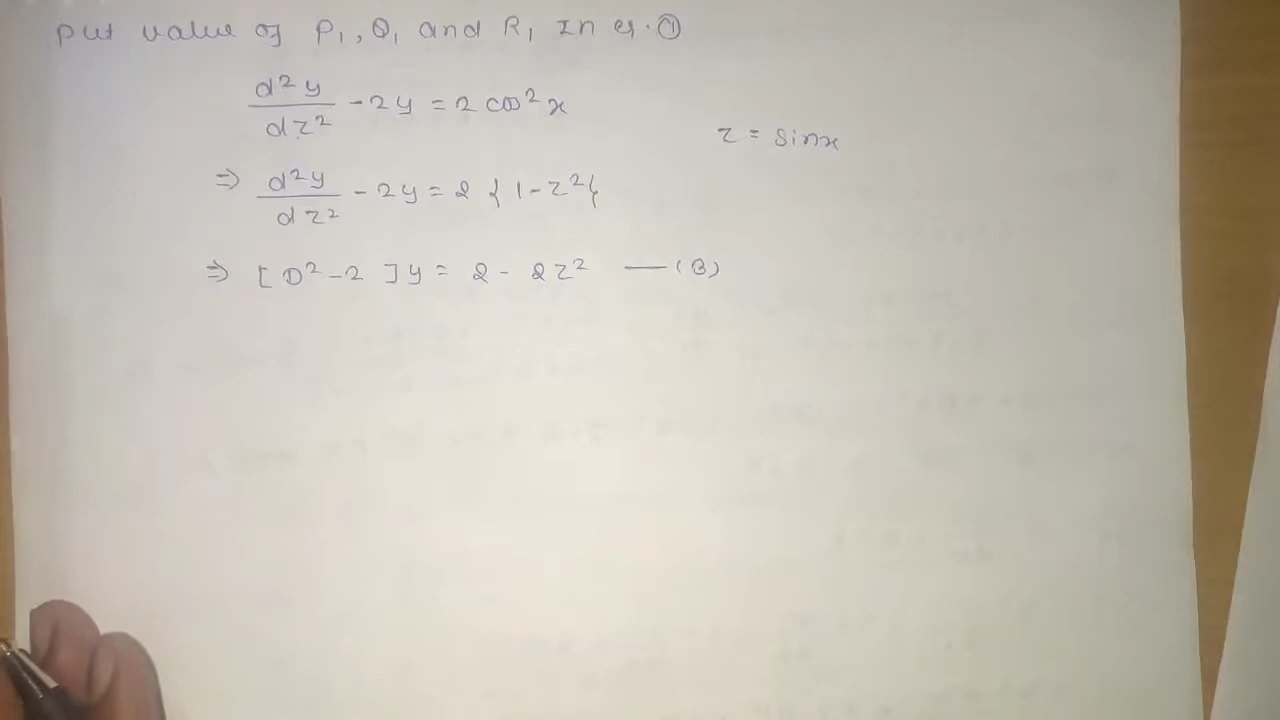 Put value of P₁, Q₁ and R₁ In eq. ①
d²y/dz² - 2y = 2 cos²x
z = sinx
⇒ d²y/dz² - 2y = 2 { 1 - z² {
⇒ [ D² - 2 ] y = 2 - 2z² — (B)